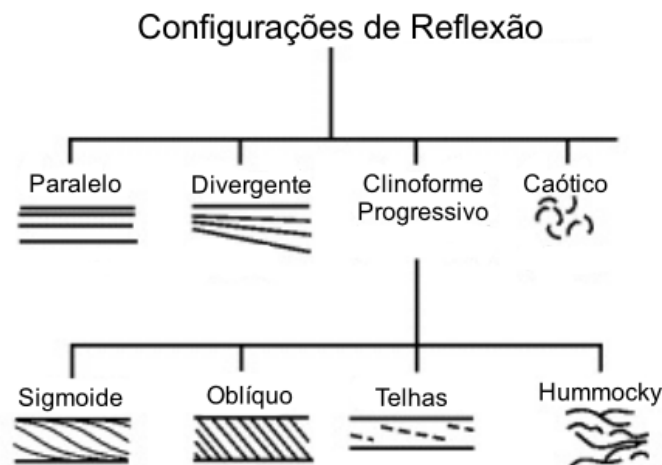 Configurações de Reflexão
Paralelo
Divergente
Clinoforme
Progressivo
Caótico
Sigmoide
Oblíquo
Telhas
Hummocky